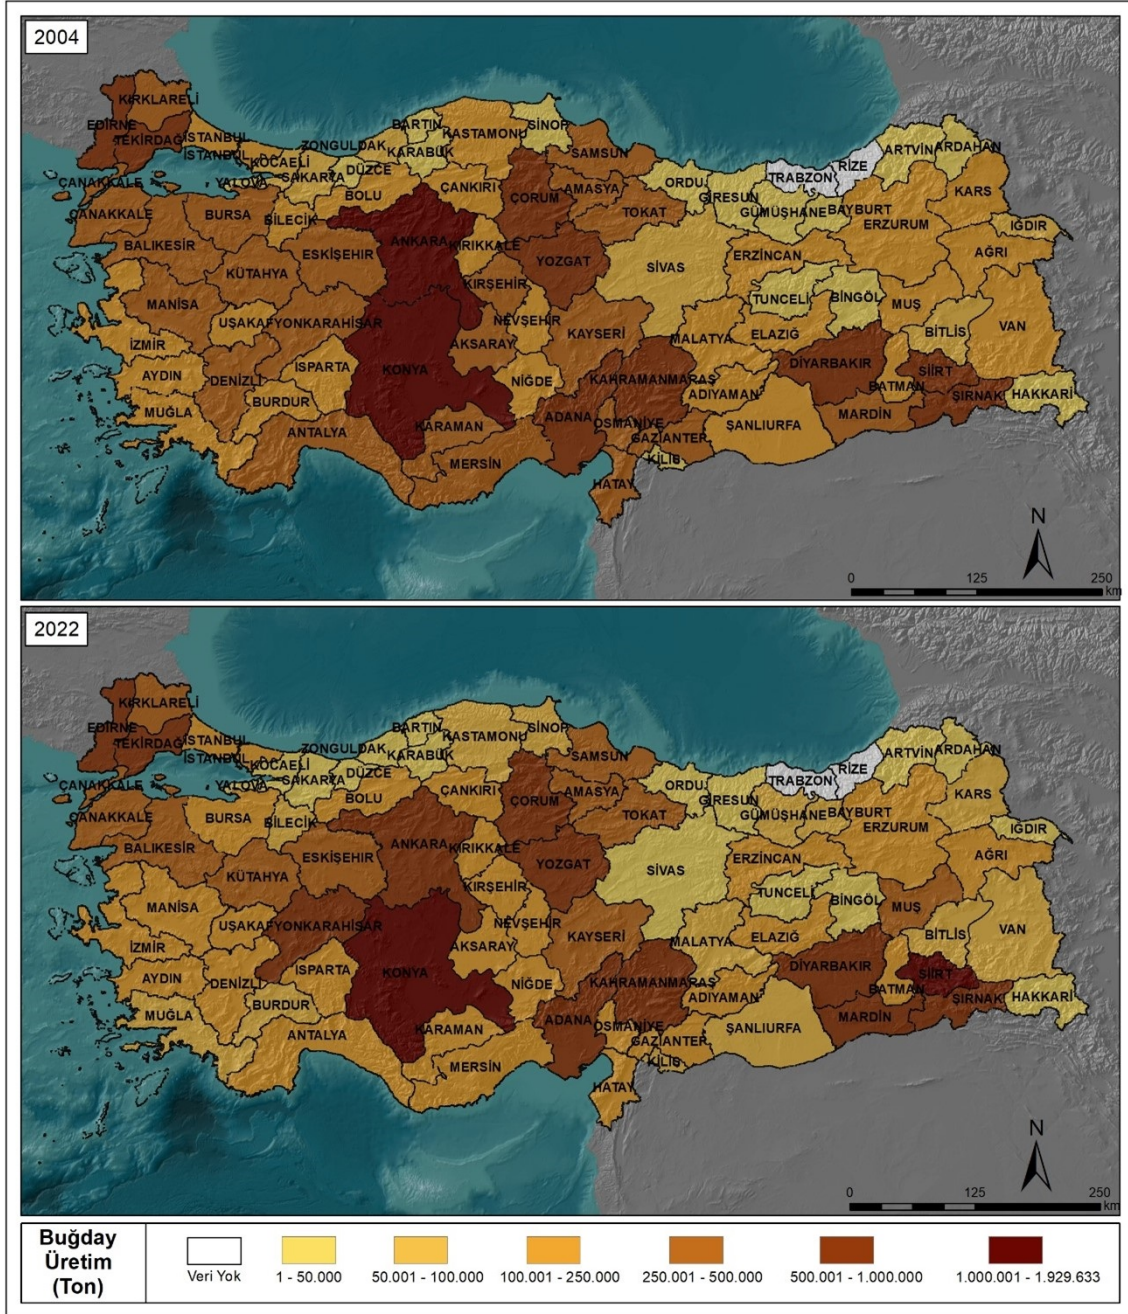 2004
KIRKLARELİ
EDİRNE
TEKİRDAĞ
İSTANBUL
İSTANBUL
KOCAELİ
YALOVA
SAKARYA
DÜZCE
ZONGULDAK
BARTIN
KARABÜK
KASTAMONU
SİNOP
SAMSUN
ORDU
GİRESUN
TRABZON
RİZE
ARTVİN
ARDAHAN
ÇANAKKALE
ÇANAKKALE
BURSA
BİLECİK
BOLU
ÇANKIRI
ÇORUM
AMASYA
TOKAT
GÜMÜŞHANE
BAYBURT
ERZURUM
KARS
IĞDIR
BALIKESİR
KÜTAHYA
ESKİŞEHİR
ANKARA
KIRIKKALE
YOZGAT
SİVAS
ERZİNCAN
AĞRI
MANİSA
UŞAK
AFYONKARAHİSAR
KIRŞEHİR
NEVŞEHİR
KAYSERİ
MALATYA
TUNCELİ
BİNGÖL
ELAZIĞ
MUŞ
BİTLİS
VAN
İZMİR
AYDIN
DENİZLİ
ISPARTA
BURDUR
KONYA
AKSARAY
NİĞDE
KAHRAMANMARAŞ
ADIYAMAN
DİYARBAKIR
BATMAN
SİİRT
ŞIRNAK
HAKKARİ
MUĞLA
ANTALYA
KARAMAN
MERSİN
ADANA
OSMANİYE
GAZİANTEP
KİLİS
HATAY
ŞANLIURFA
MARDİN
N
0 125 250
km
2022
KIRKLARELİ
EDİRNE
TEKİRDAĞ
İSTANBUL
İSTANBUL
KOCAELİ
YALOVA
SAKARYA
DÜZCE
ZONGULDAK
BARTIN
KARABÜK
KASTAMONU
SİNOP
SAMSUN
ORDU
GİRESUN
TRABZON
RİZE
ARTVİN
ARDAHAN
ÇANAKKALE
ÇANAKKALE
BURSA
BİLECİK
BOLU
ÇANKIRI
ÇORUM
AMASYA
TOKAT
GÜMÜŞHANE
BAYBURT
ERZURUM
KARS
IĞDIR
BALIKESİR
KÜTAHYA
ESKİŞEHİR
ANKARA
KIRIKKALE
YOZGAT
SİVAS
ERZİNCAN
AĞRI
MANİSA
UŞAK
AFYONKARAHİSAR
KIRŞEHİR
NEVŞEHİR
KAYSERİ
MALATYA
TUNCELİ
BİNGÖL
ELAZIĞ
MUŞ
BİTLİS
VAN
İZMİR
AYDIN
DENİZLİ
ISPARTA
BURDUR
KONYA
AKSARAY
NİĞDE
KAHRAMANMARAŞ
ADIYAMAN
DİYARBAKIR
BATMAN
SİİRT
ŞIRNAK
HAKKARİ
MUĞLA
ANTALYA
KARAMAN
MERSİN
ADANA
OSMANİYE
GAZİANTEP
KİLİS
HATAY
ŞANLIURFA
MARDİN
N
0 125 250
km
Buğday
Üretim
(Ton)
Veri Yok
1 - 50.000
50.001 - 100.000
100.001 - 250.000
250.001 - 500.000
500.001 - 1.000.000
1.000.001 - 1.929.633